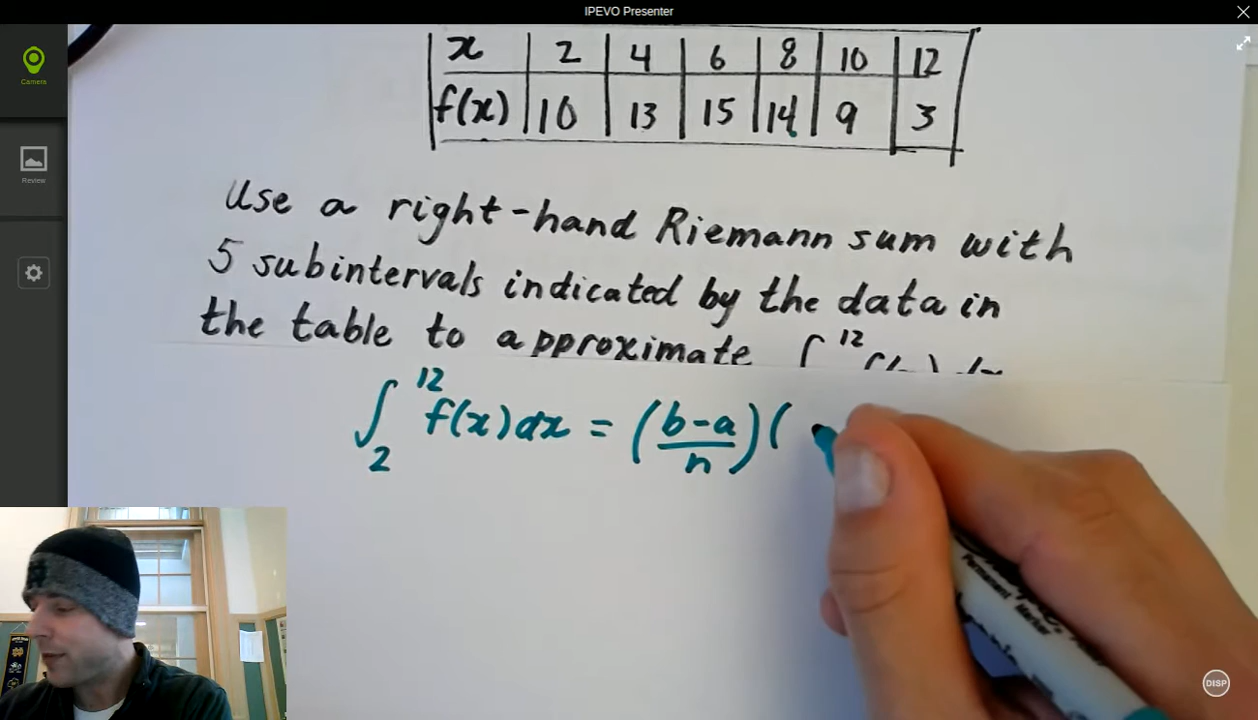 IPEVO Presenter
Camera
Review
x 2 4 6 8 10 12
f(x) 10 13 15 14 9 3
Use a right-hand Riemann sum with
5 subintervals indicated by the data in
the table to approximate ∫ 12
∫₂¹² f(x)dx = (b-a/n)(
DISP